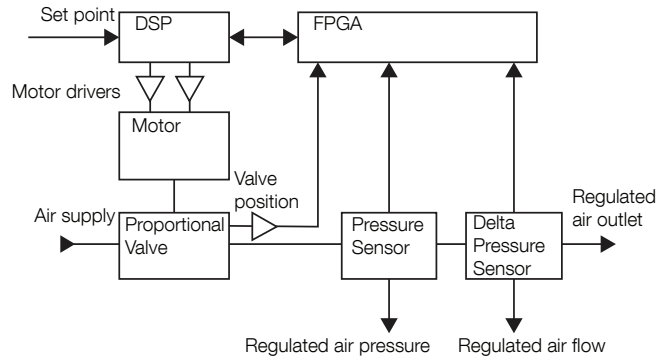 Set point
DSP
FPGA
Motor drivers
Motor
Valve
position
Air supply
Proportional
Valve
Pressure
Sensor
Delta
Pressure
Sensor
Regulated
air outlet
Regulated air pressure
Regulated air flow